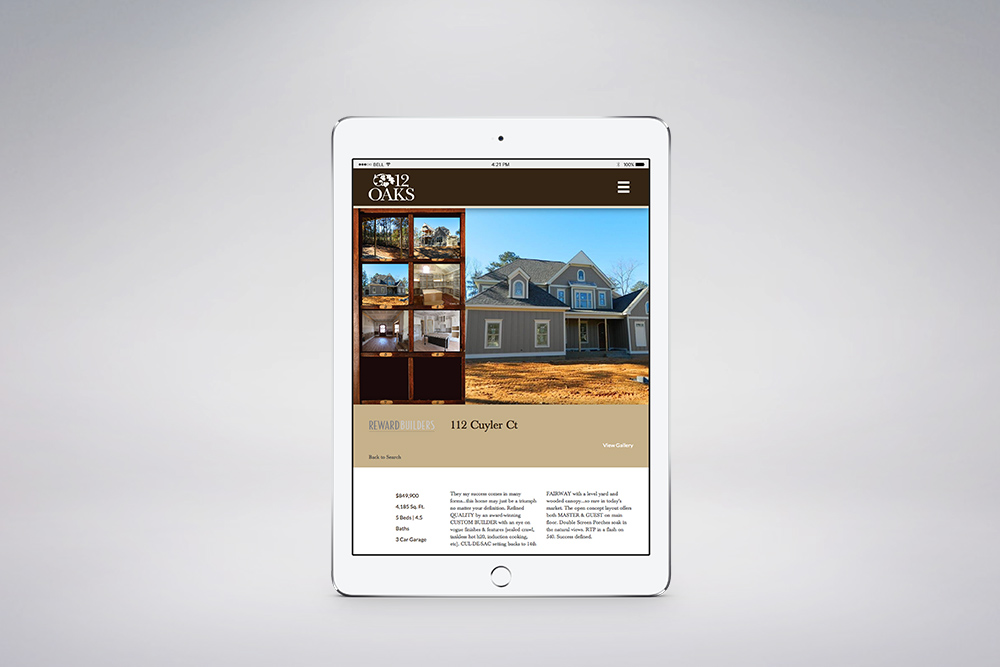 BELL
4:21 PM
100%
12
OAKS
REWARDBUILDERS
112 Cuyler Ct
View Gallery
Back to Search
$849,900
4,185 Sq. Ft.
5 Beds | 4.5
Baths
3 Car Garage
They say success comes in many
forms...this home may just be a triumph
no matter your definition. Refined
QUALITY by an award-winning
CUSTOM BUILDER with an eye on
vogue finishes & features (sealed crawl,
tankless hot h20, induction cooking,
etc). CUL-DE-SAC setting backs to 14th
FAIRWAY with a level yard and
wooded canopy...so rare in today's
market. The open concept layout offers
both MASTER & GUEST on main
floor. Double Screen Porches soak in
the natural views. RTP in a flash on
540. Success defined.